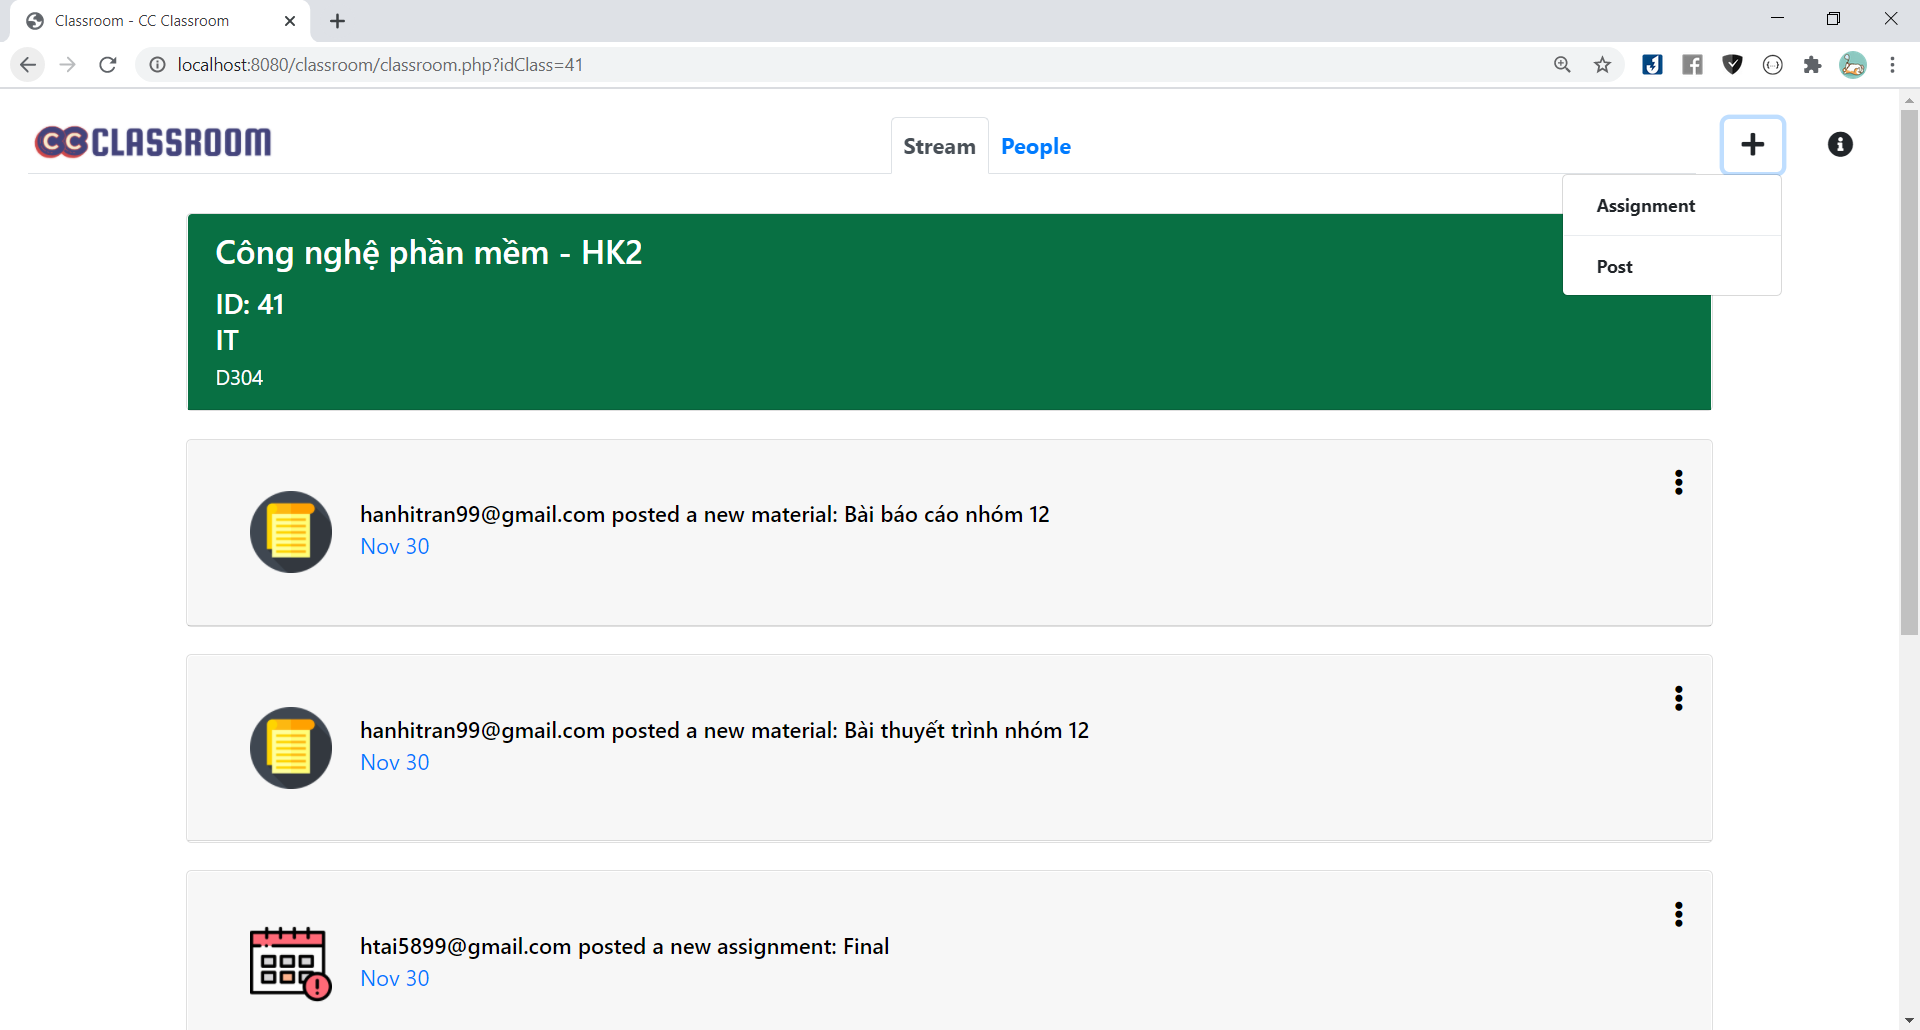 Classroom - CC Classroom
localhost:8080/classroom/classroom.php?idClass=41
CC CLASSROOM
Stream
People
Assignment
Post
Công nghệ phần mềm - HK2
ID: 41
IT
D304
hanhitran99@gmail.com posted a new material: Bài báo cáo nhóm 12
Nov 30
hanhitran99@gmail.com posted a new material: Bài thuyết trình nhóm 12
Nov 30
htai5899@gmail.com posted a new assignment: Final
Nov 30